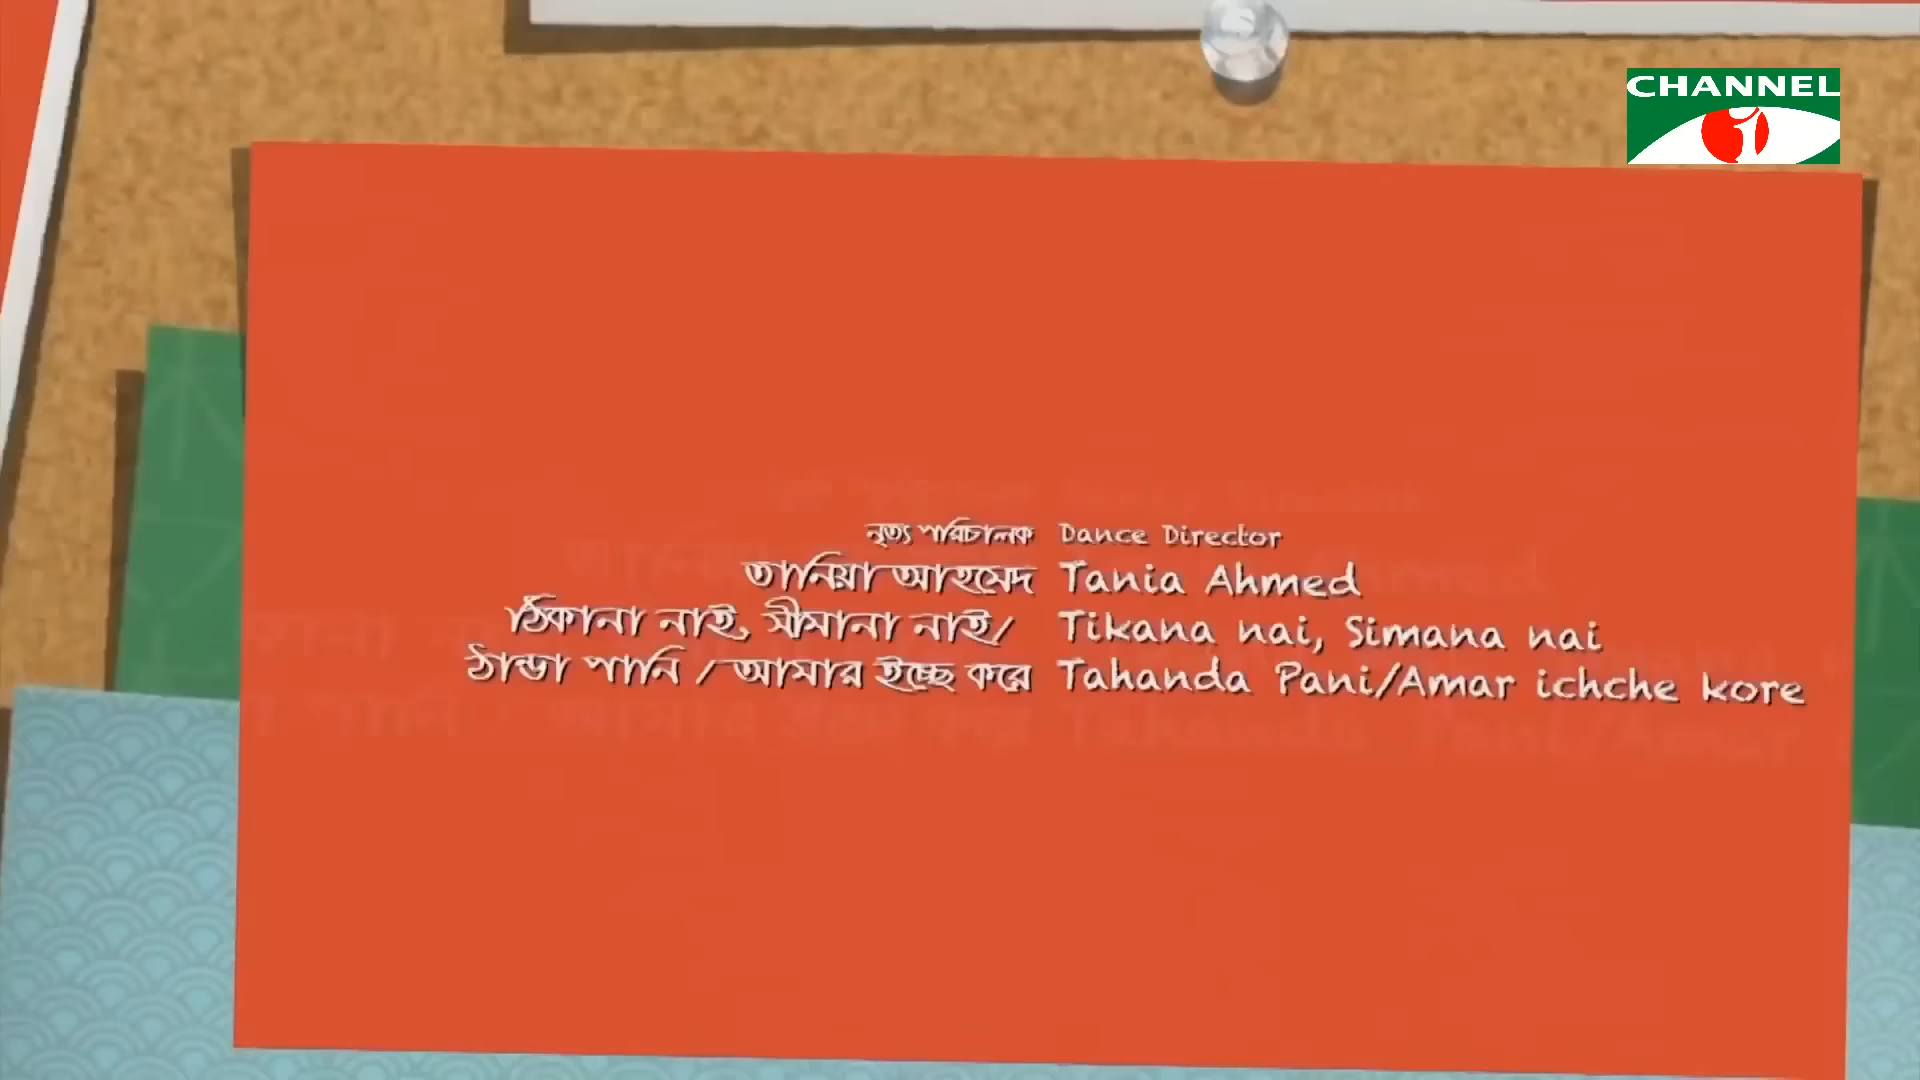 CHANNEL
i
নৃত্য পরিচালক Dance Director
তানিয়া আহমেদ Tania Ahmed
ঠিকানা নাই, সীমানা নাই/ Tikana nai, Simana nai
ঠান্ডা পানি / আমার ইচ্ছে করে Tahanda Pani/Amar ichche kore